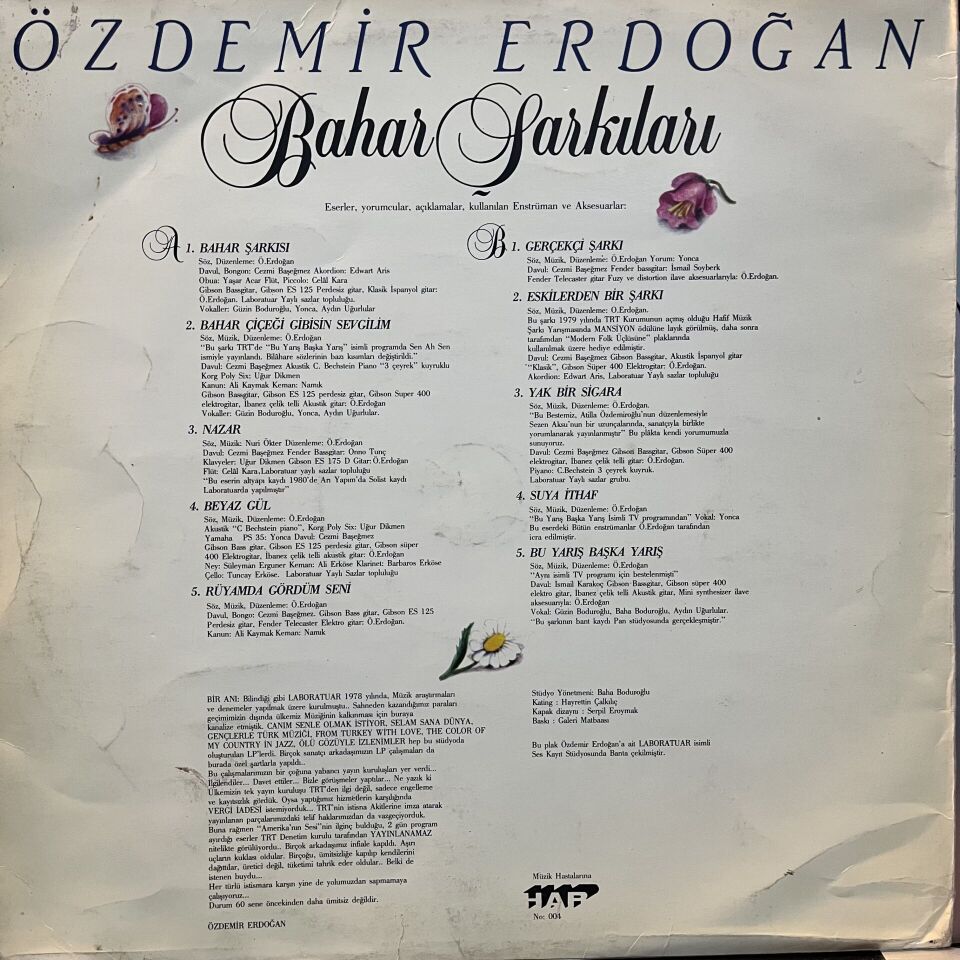 ÖZDEMİR ERDOĞAN
Bahar Şarkıları
Eserler, yorumcular, açıklamalar, kullanılan Enstrüman ve Aksesuarlar:
A
1. BAHAR ŞARKISI
Söz, Düzenleme: Ö.Erdoğan
Davul, Bongon: Cezmi Başeğmez Akordion: Edwart Aris
Obua: Yaşar Acar Flüt, Piccolo: Celâl Kara
Gibson Bassgitar, Gibson ES 125 Perdesiz gitar, Klasik İspanyol gitar:
Ö.Erdoğan. Laboratuar Yaylı sazlar topluluğu.
Vokaller: Güzin Boduroğlu, Yonca, Aydın Uğurlular
2. BAHAR ÇİÇEĞİ GİBİSİN SEVGİLİM
Söz, Müzik, Düzenleme: Ö.Erdoğan
"Bu şarkı TRT'de "Bu Yarış Başka Yarış" isimli programda Sen Ah Sen
ismiyle yayınlandı. Bilâhare sözlerinin bazı kısımları değiştirildi."
Davul: Cezmi Başeğmez Akustik C. Bechstein Piano "3 çeyrek" kuyruklu
Korg Poly Six: Uğur Dikmen
Kanun: Ali Kaymak Keman: Namık
Gibson Bassgitar, Gibson ES 125 perdesiz gitar, Gibson Super 400
elektrogitar, İbanez çelik telli Akustik gitar: Ö.Erdoğan
Vokaller: Güzin Boduroğlu, Yonca, Aydın Uğurlular.
3. NAZAR
Söz, Müzik: Nuri Ökter Düzenleme: Ö.Erdoğan
Davul: Cezmi Başeğmez Fender Bassgitar: Onno Tunç
Klavyeler: Uğur Dikmen Gibson ES 175 D Gitar: Ö.Erdoğan
Flüt: Celâl Kara,Laboratuar yaylı sazlar topluluğu
"Bu eserin altyapı kaydı 1980'de Arı Yapım'da Solist kaydı
Laboratuarda yapılmıştır"
4. BEYAZ GÜL
Söz, Müzik, Düzenleme: Ö.Erdoğan
Akustik "C Bechstein piano", Korg Poly Six: Uğur Dikmen
Yamaha PS 35: Yonca Davul: Cezmi Başeğmez
Gibson Bass gitar, Gibson ES 125 perdesiz gitar, Gibson süper
400 Elektrogitar, İbanez çelik telli akustik gitar: Ö.Erdoğan
Ney: Süleyman Erguner Keman: Ali Erköse Klarinet: Barbaros Erköse
Çello: Tuncay Erköse. Laboratuar Yaylı Sazlar topluluğu
5. RÜYAMDA GÖRDÜM SENİ
Söz, Müzik, Düzenleme: Ö.Erdoğan
Davul, Bongo: Cezmi Başeğmez. Gibson Bass gitar, Gibson ES 125
Perdesiz gitar, Fender Telecaster Elektro gitar: Ö.Erdoğan.
Kanun: Ali Kaymak Keman: Namık
B
1. GERÇEKÇİ ŞARKI
Söz, Müzik, Düzenleme: Ö.Erdoğan Yorum: Yonca
Davul: Cezmi Başeğmez Fender bassgitar: İsmail Soyberk
Fender Telecaster gitar Fuzy ve distortion ilave aksesuarlarıyla: Ö.Erdoğan.
2. ESKİLERDEN BİR ŞARKI
Söz, Müzik, Düzenleme: Ö.Erdoğan.
Bu şarkı 1979 yılında TRT Kurumunun açmış olduğu Hafif Müzik
Şarkı Yarışmasında MANSİYON ödülüne layık görülmüş, daha sonra
tarafımdan "Modern Folk Üçlüsüne" plaklarında
kullanılmak üzere hediye edilmiştir.
Davul: Cezmi Başeğmez Gibson Bassgitar, Akustik İspanyol gitar
"Klasik", Gibson Süper 400 Elektrogitar: Ö.Erdoğan.
Akordion: Edwart Aris, Laboratuar Yaylı sazlar topluluğu
3. YAK BİR SİGARA
Söz, Müzik, Düzenleme: Ö.Erdoğan.
"Bu Bestemiz, Atilla Özdemiroğlu'nun düzenlemesiyle
Sezen Aksu'nun bir uzunçalarında, sanatçıyla birlikte
yorumlanarak yayınlanmıştır" Bu plâkta kendi yorumumuzla
sunuyoruz.
Davul: Cezmi Başeğmez Gibson Bassgitar, Gibson Süper 400
elektrogitar, İbanez çelik telli gitar: Ö.Erdoğan.
Piyano: C.Bechstein 3 çeyrek kuyruk.
Laboratuar Yaylı sazlar grubu.
4. SUYA İTHAF
Söz, Müzik, Düzenleme: Ö.Erdoğan
"Bu Yarış Başka Yarış İsimli TV programından" Vokal: Yonca
Bu eserdeki Bütün enstrümanlar Ö.Erdoğan tarafından
icra edilmiştir.
5. BU YARIŞ BAŞKA YARIŞ
Söz, Müzik, Düzenleme: Ö.Erdoğan
"Aynı isimli TV programı için bestelenmişti"
Davul: İsmail Karakoç Gibson Bassgitar, Gibson süper 400
elektro gitar, İbanez çelik telli Akustik gitar, Mini synthesizer ilave
aksesuarıyla: Ö.Erdoğan
Vokal: Güzin Boduroğlu, Baha Boduroğlu, Aydın Uğurlular.
"Bu şarkının bant kaydı Pan stüdyosunda gerçekleşmiştir."
BİR ANI: Bilindiği gibi LABORATUAR 1978 yılında, Müzik araştırmaları
ve denemeler yapılmak üzere kurulmuştu.. Sahneden kazandığımız paraları
geçimimizin dışında ülkemiz Müziğinin kalkınması için buraya
kanalize etmiştik. CANIM SENLE OLMAK İSTİYOR, SELAM SANA DÜNYA,
GENÇLERLE TÜRK MÜZİĞİ, FROM TURKEY WİTH LOVE, THE COLOR OF
MY COUNTRY İN JAZZ, ÖLÜ GÖZÜYLE İZLENİMLER hep bu stüdyoda
oluşturulan LP'lerdi. Birçok sanatçı arkadaşımızın LP çalışmaları da
burada özel şartlarla yapıldı..
Bu çalışmalarımızın bir çoğuna yabancı yayın kuruluşları yer verdi...
İlgilendiler... Davet ettiler... Bizle görüşmeler yaptılar... Ne yazık ki
Ülkemizin tek yayın kuruluşu TRT'den ilgi değil, sadece engelleme
ve kayıtsızlık gördük. Oysa yaptığımız hizmetlerin karşılığında
VERGİ İADESİ istemiyorduk... TRT'nin istisna Akitlerine imza atarak
yayınlanan parçalarımızdaki telif haklarımızdan da vazgeçiyorduk.
Buna rağmen "Amerika'nın Sesi"nin ilginç bulduğu, 2 gün program
ayırdığı eserler TRT Denetim kurulu tarafından YAYINLANAMAZ
nitelikte görülüyordu.. Birçok arkadaşımız infiale kapıldı. Aşırı
uçların kuklası oldular. Birçoğu, ümitsizliğe kapılıp kendilerini
dağıttılar, üretici değil, tüketimi tahrik eder oldular.. Belki de
istenen buydu...
Her türlü istismara karşın yine de yolumuzdan sapmamaya
çalışıyoruz...
Durum 60 sene öncekinden daha ümitsiz değildir.
ÖZDEMİR ERDOĞAN
Stüdyo Yönetmeni: Baha Boduroğlu
Kating : Hayrettin Çalkılıç
Kapak dizaynı : Serpil Eroymak
Baskı : Galeri Matbaası
Bu plak Özdemir Erdoğan'a ait LABORATUAR isimli
Ses Kayıt Stüdyosunda Banta çekilmiştir.
Müzik Hastalarına
HAP
No: 004